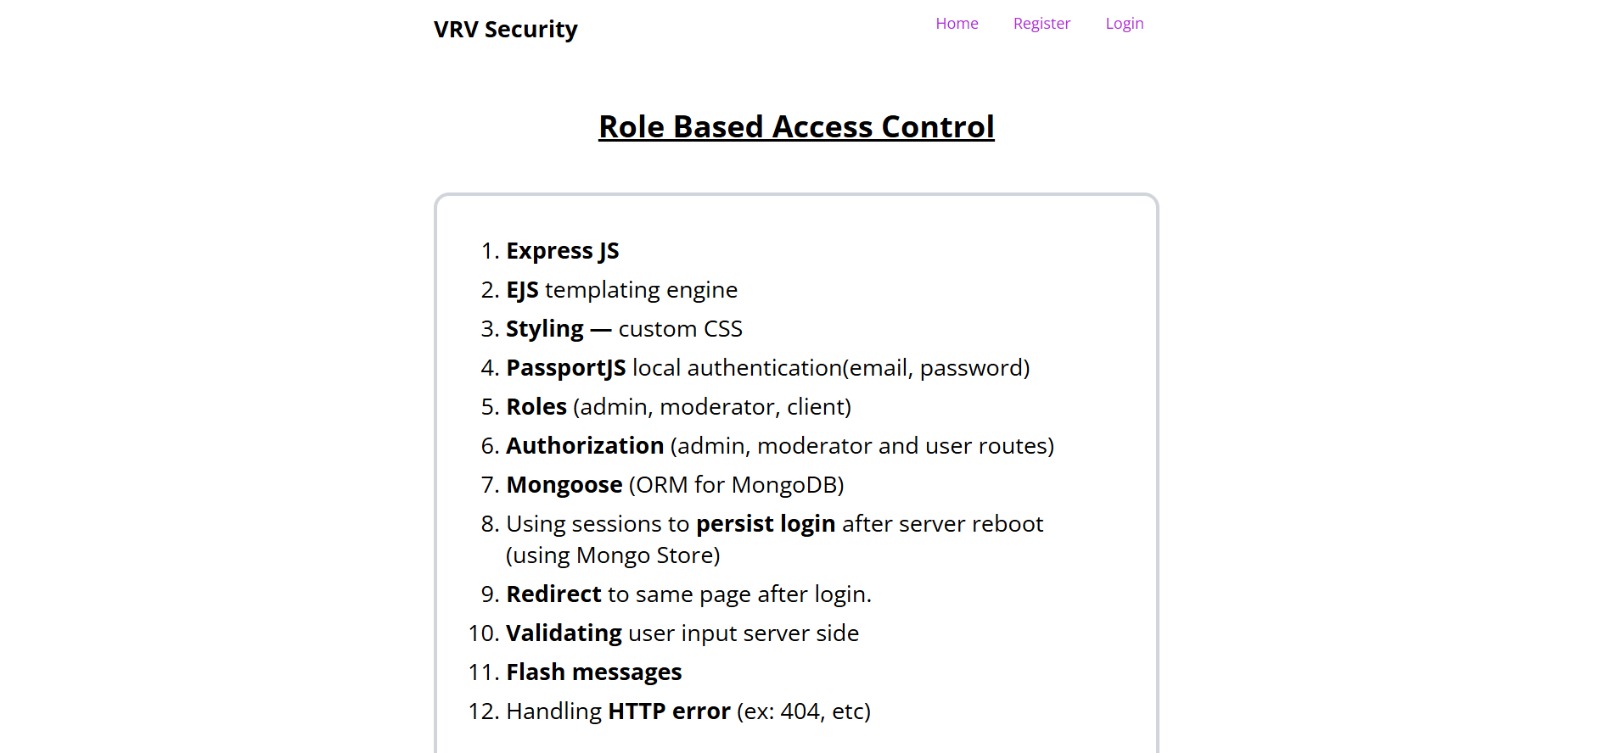 VRV Security
Home Register Login
Role Based Access Control
1. Express JS
2. EJS templating engine
3. Styling — custom CSS
4. PassportJS local authentication(email, password)
5. Roles (admin, moderator, client)
6. Authorization (admin, moderator and user routes)
7. Mongoose (ORM for MongoDB)
8. Using sessions to persist login after server reboot
(using Mongo Store)
9. Redirect to same page after login.
10. Validating user input server side
11. Flash messages
12. Handling HTTP error (ex: 404, etc)